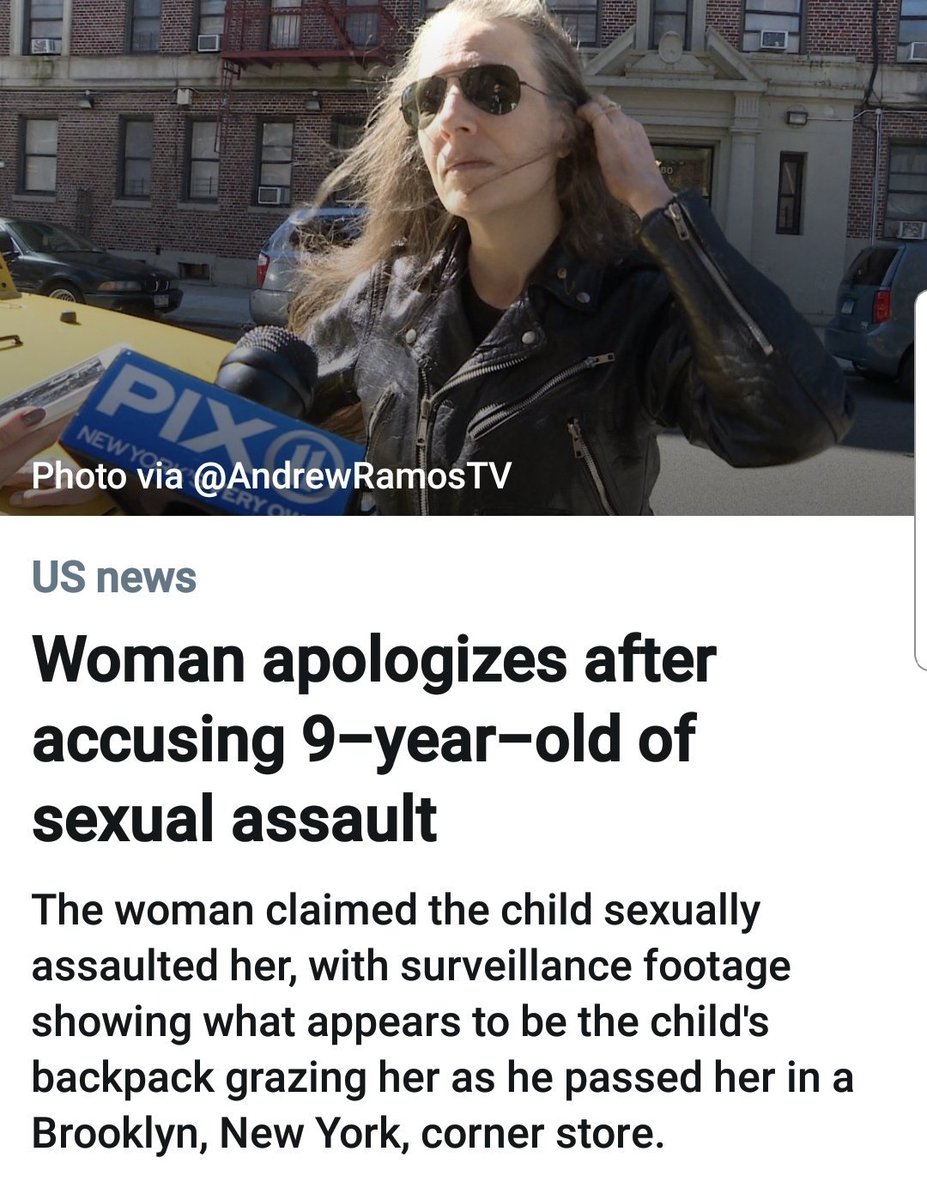 PIX 11
NEW YORK'S VERY OW
Photo via @AndrewRamosTV
US news
Woman apologizes after
accusing 9–year–old of
sexual assault
The woman claimed the child sexually
assaulted her, with surveillance footage
showing what appears to be the child's
backpack grazing her as he passed her in a
Brooklyn, New York, corner store.